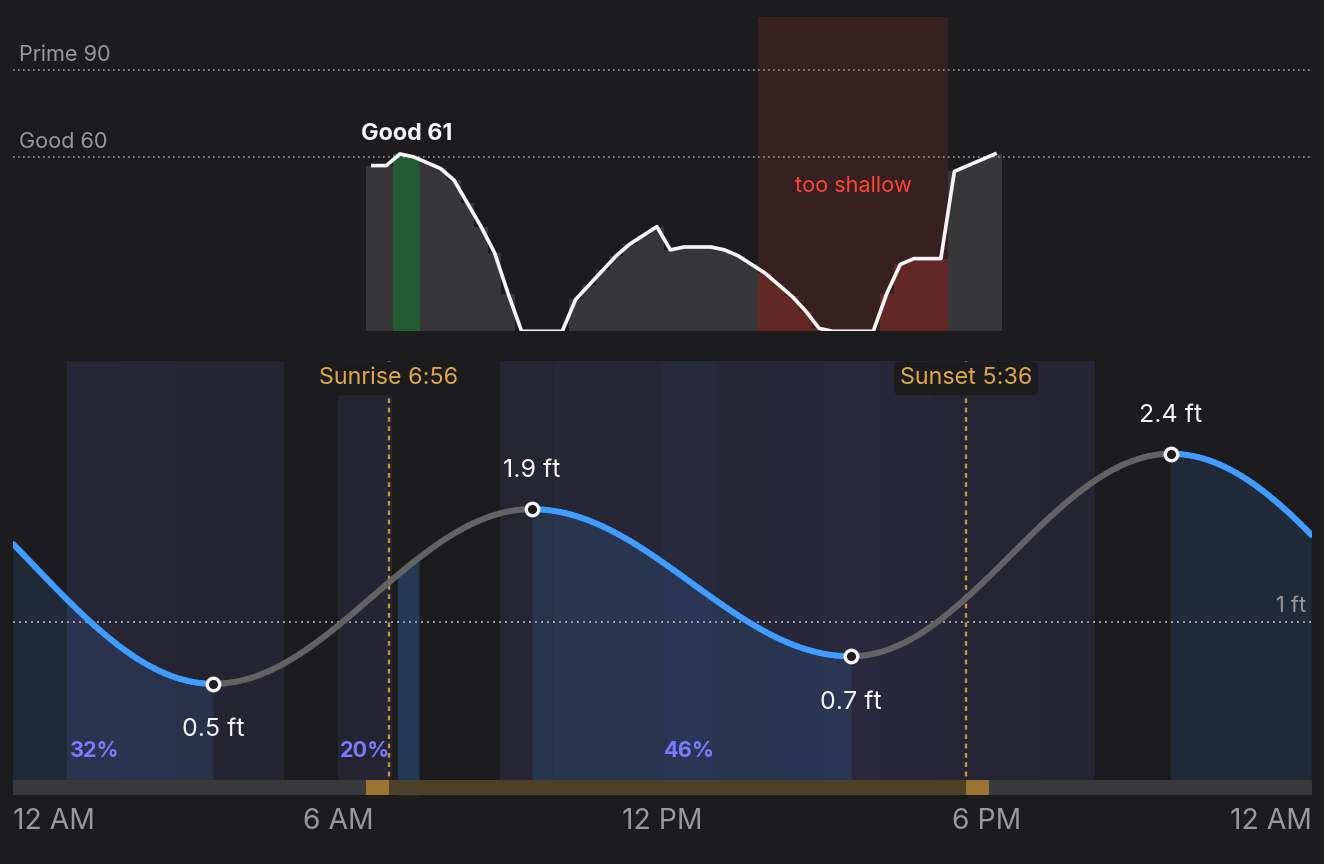 Prime 90
Good 61
Good 60
too shallow
Sunrise 6:56
Sunset 5:36
2.4 ft
1.9 ft
1 ft
0.7 ft
0.5 ft
32%
20%
46%
12 AM
6 AM
12 PM
6 PM
12 AM